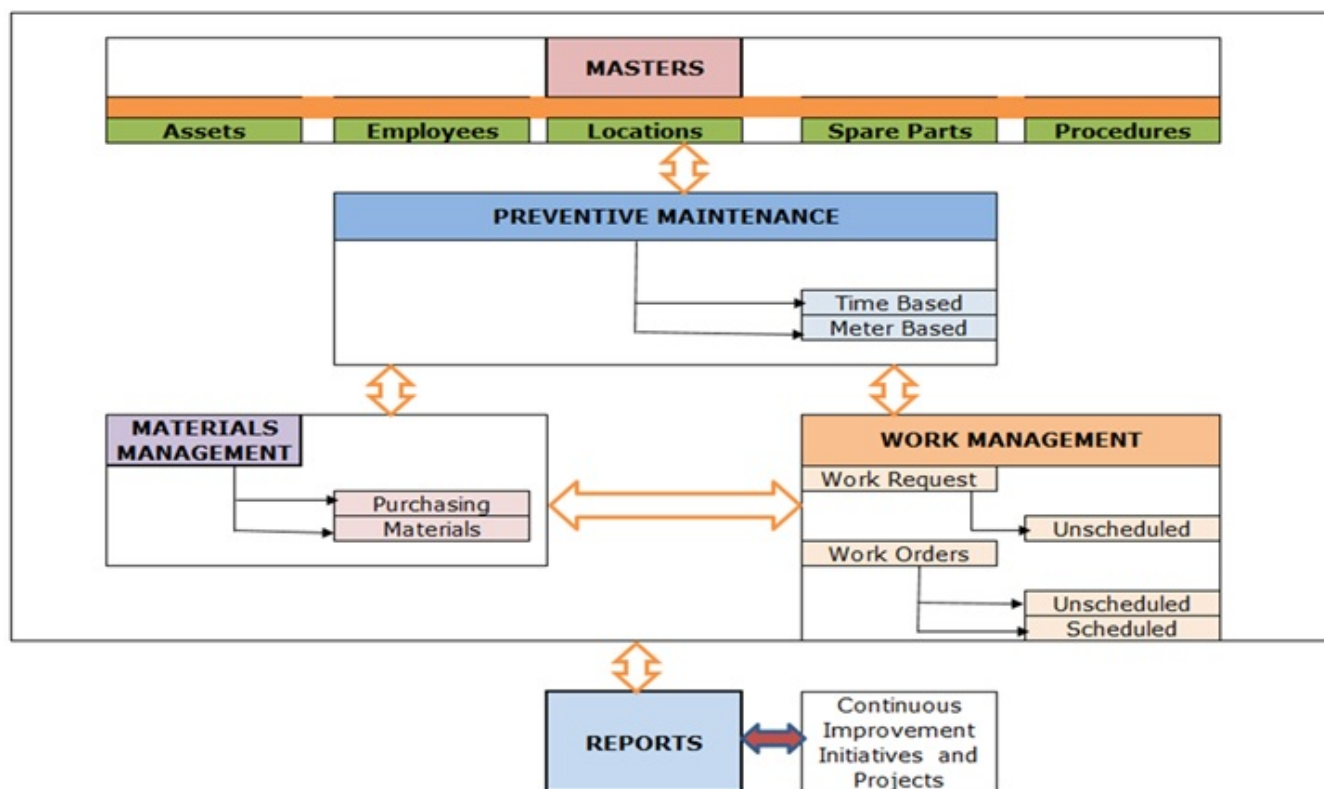 MASTERS
Assets
Employees
Locations
Spare Parts
Procedures
PREVENTIVE MAINTENANCE
Time Based
Meter Based
MATERIALS
MANAGEMENT
Purchasing
Materials
WORK MANAGEMENT
Work Request
Unscheduled
Work Orders
Unscheduled
Scheduled
REPORTS
Continuous
Improvement
Initiatives and
Projects